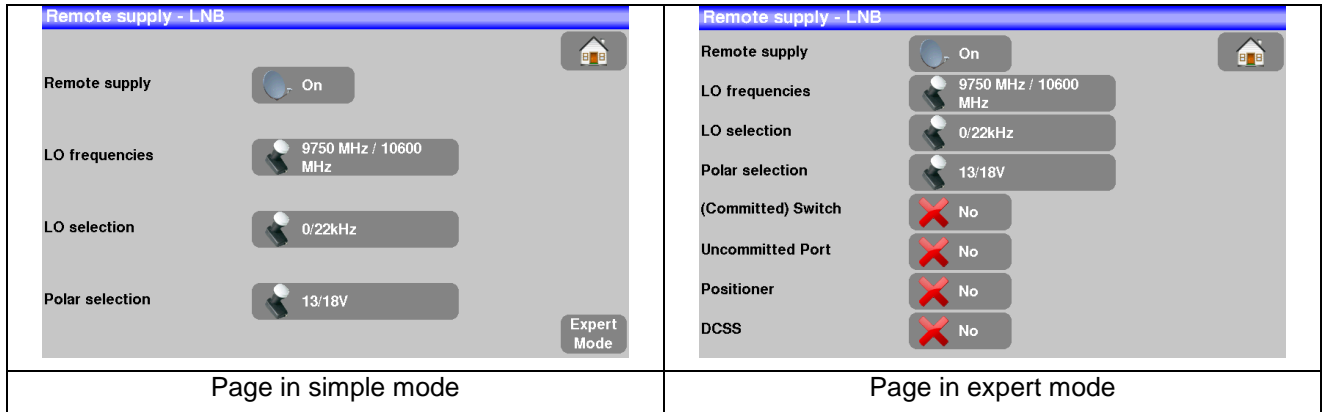 Remote supply - LNB
Remote supply
On
LO frequencies
9750 MHz / 10600
MHz
LO selection
0/22kHz
Polar selection
13/18V
Expert
Mode
Page in simple mode
Remote supply - LNB
Remote supply
On
LO frequencies
9750 MHz / 10600
MHz
LO selection
0/22kHz
Polar selection
13/18V
(Committed) Switch
No
Uncommitted Port
No
Positioner
No
DCSS
No
Page in expert mode